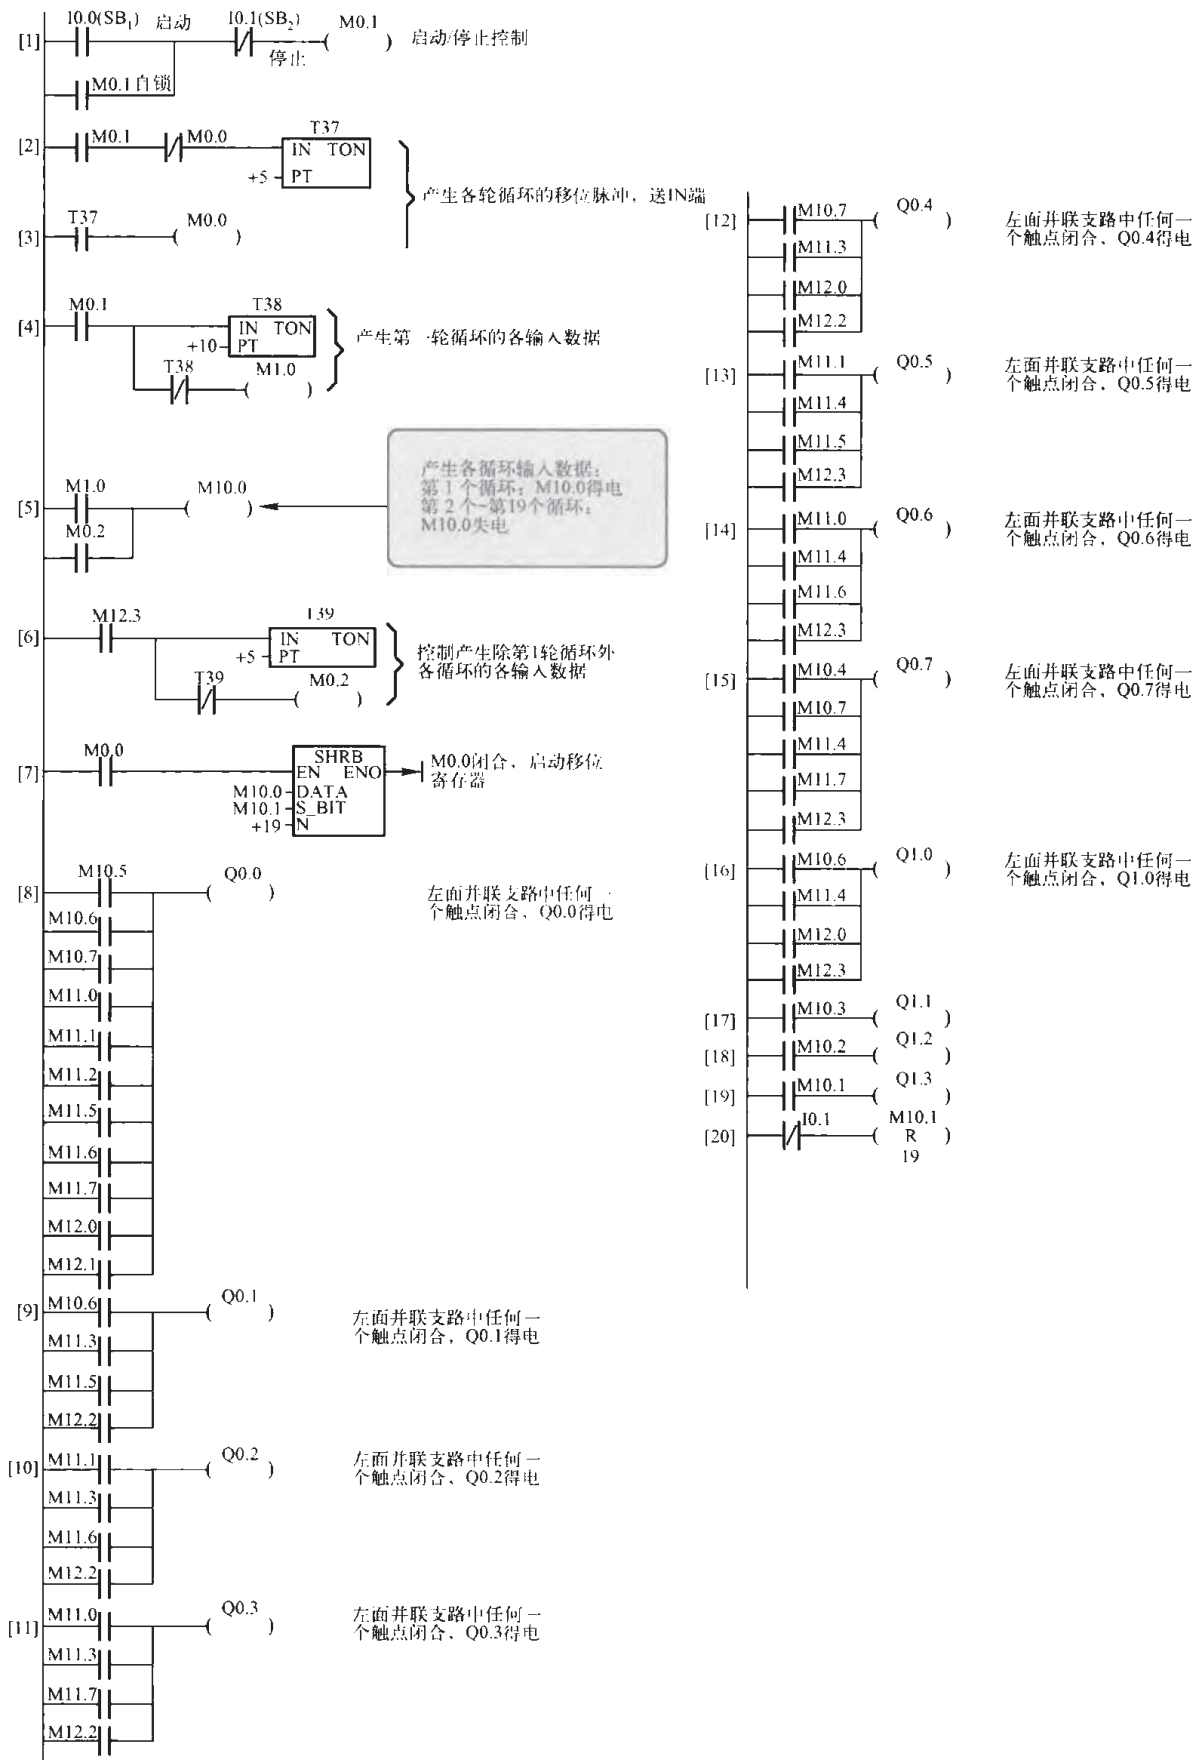 [1] I0.0(SB1) 启动 I0.1(SB2) 停止 M0.1 启动/停止控制
M0.1自锁
[2] M0.1 M0.0 T37
IN TON
+5 PT
产生各轮循环的移位脉冲,送IN端
[3] T37 M0.0
[4] M0.1 T38
IN TON
+10 PT
T38 M1.0
产生第一轮循环的各输入数据
[5] M1.0 M10.0
M0.2
产生各循环输入数据:
第1个循环:M10.0得电
第2个~第19个循环:
M10.0失电
[6] M12.3 T39
IN TON
+5 PT
T39 M0.2
控制产生除第1轮循环外
各循环的各输入数据
[7] M0.0 SHRB
EN ENO
M10.0 DATA
M10.1 S_BIT
+19 N
M0.0闭合,启动移位
寄存器
[8] M10.5 Q0.0
M10.6
M10.7
M11.0
M11.1
M11.2
M11.5
M11.6
M11.7
M12.0
M12.1
左面并联支路中任何一
个触点闭合,Q0.0得电
[9] M10.6 Q0.1
M11.3
M11.5
M12.2
左面并联支路中任何一
个触点闭合,Q0.1得电
[10] M11.1 Q0.2
M11.3
M11.6
M12.2
左面并联支路中任何一
个触点闭合,Q0.2得电
[11] M11.0 Q0.3
M11.3
M11.7
M12.2
左面并联支路中任何一
个触点闭合,Q0.3得电
[12] M10.7 Q0.4
M11.3
M12.0
M12.2
左面并联支路中任何一
个触点闭合,Q0.4得电
[13] M11.1 Q0.5
M11.4
M11.5
M12.3
左面并联支路中任何一
个触点闭合,Q0.5得电
[14] M11.0 Q0.6
M11.4
M11.6
M12.3
左面并联支路中任何一
个触点闭合,Q0.6得电
[15] M10.4 Q0.7
M10.7
M11.4
M11.7
M12.3
左面并联支路中任何一
个触点闭合,Q0.7得电
[16] M10.6 Q1.0
M11.4
M12.0
M12.3
左面并联支路中任何一
个触点闭合,Q1.0得电
[17] M10.3 Q1.1
[18] M10.2 Q1.2
[19] M10.1 Q1.3
[20] I0.1 M10.1
R
19